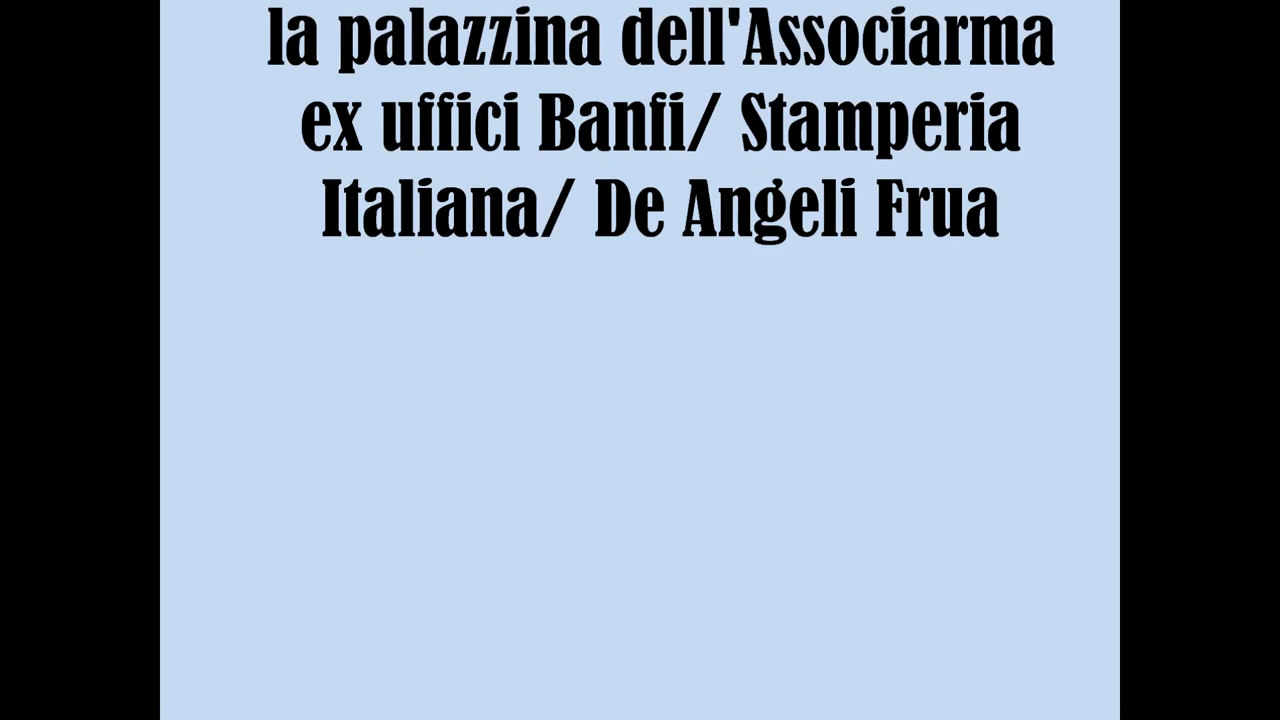 la palazzina dell'Associarma
ex uffici Banfi/ Stamperia
Italiana/ De Angeli Frua